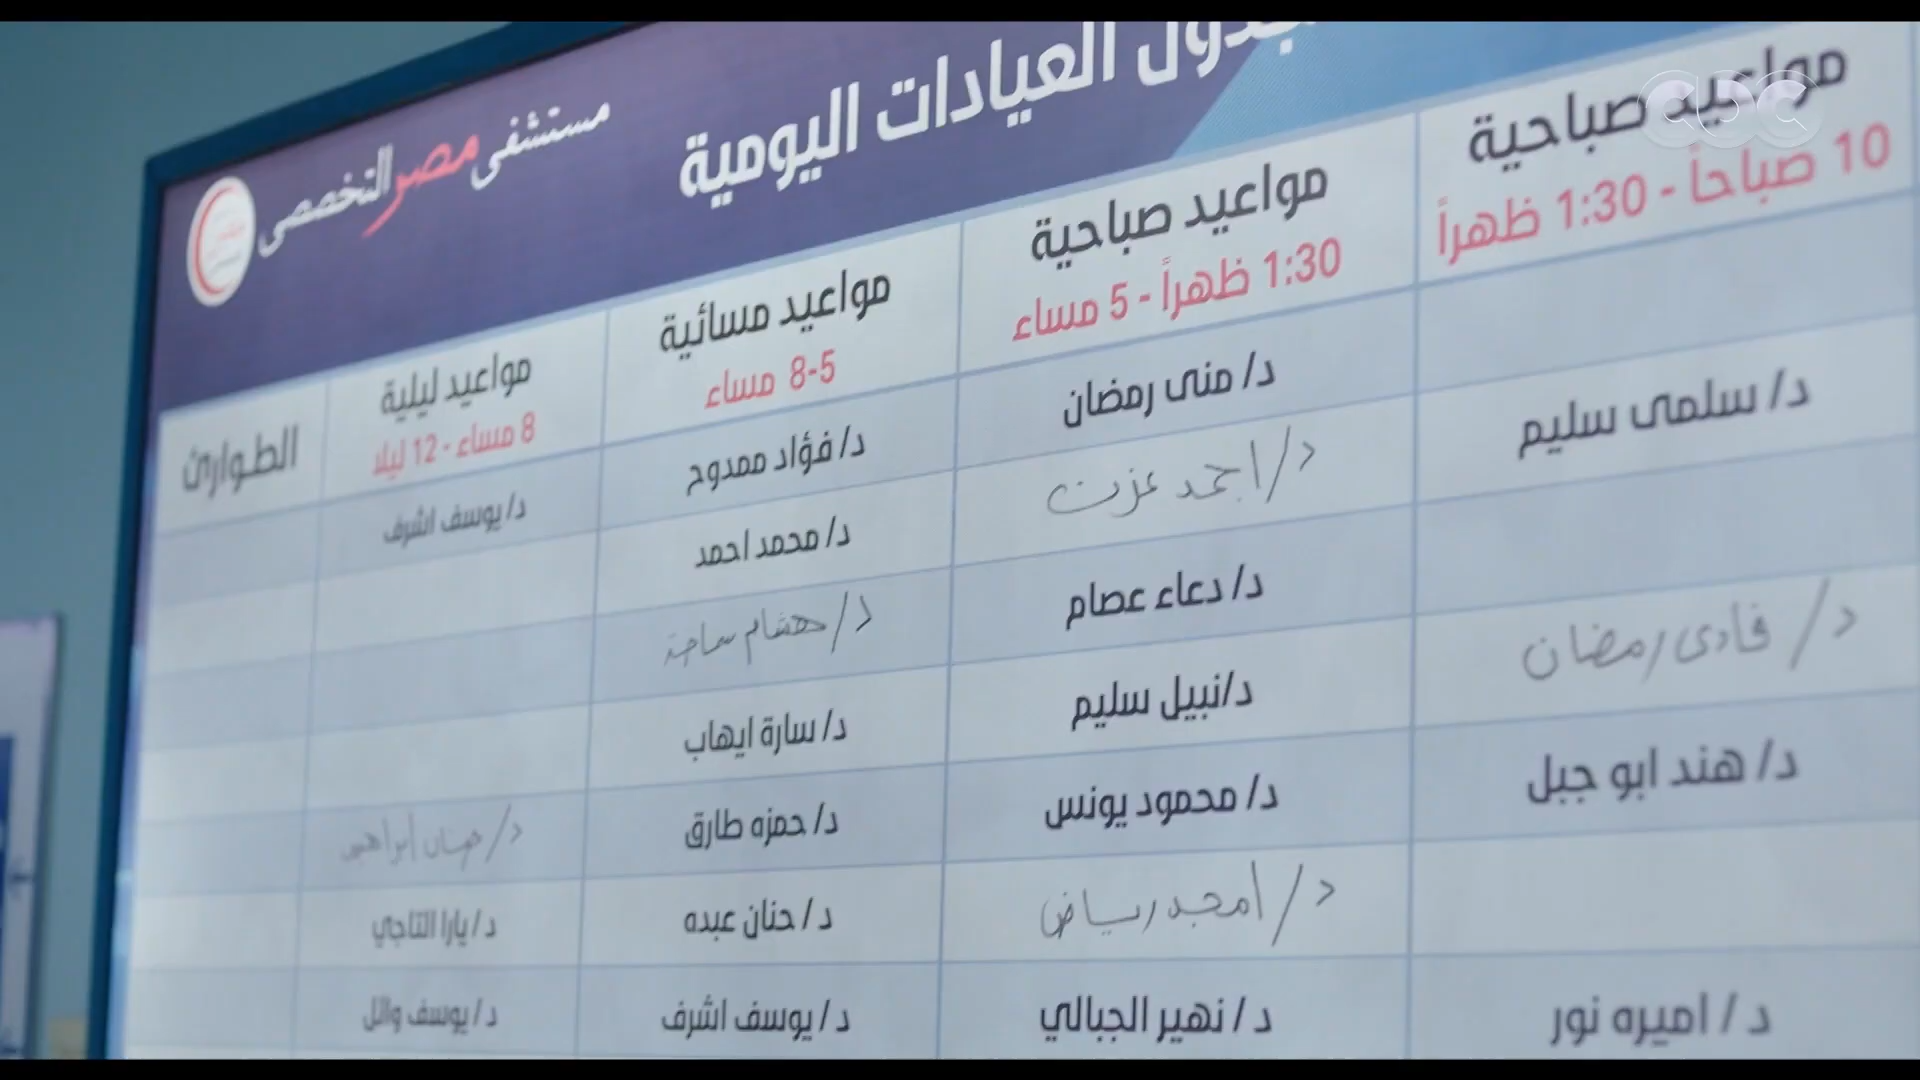 جدول العيادات اليومية
مستشفى مصر التخصصى
cbc
مواعيد صباحية
10 صباحاً - 1:30 ظهراً
مواعيد صباحية
1:30 ظهراً - 5 مساء
مواعيد مسائية
8-5 مساء
مواعيد ليلية
8 مساء - 12 ليلا
الطوارئ
د/ منى رمضان
د/ فؤاد ممدوح
د/ يوسف اشرف
د/ سلمى سليم
د/ احمد عزت
د/ محمد احمد
د/ دعاء عصام
د/ هشام سماحة
د/ فادى رمضان
د/نبيل سليم
د/ سارة ايهاب
د/ هند ابو جبل
د/ محمود يونس
د/ حمزه طارق
د/ ابراهيم
د/ امجد رياض
د/ حنان عبده
د/ يارا التاجي
د/ اميره نور
د/ نهير الجبالي
د/ يوسف اشرف
د/ يوسف وائل